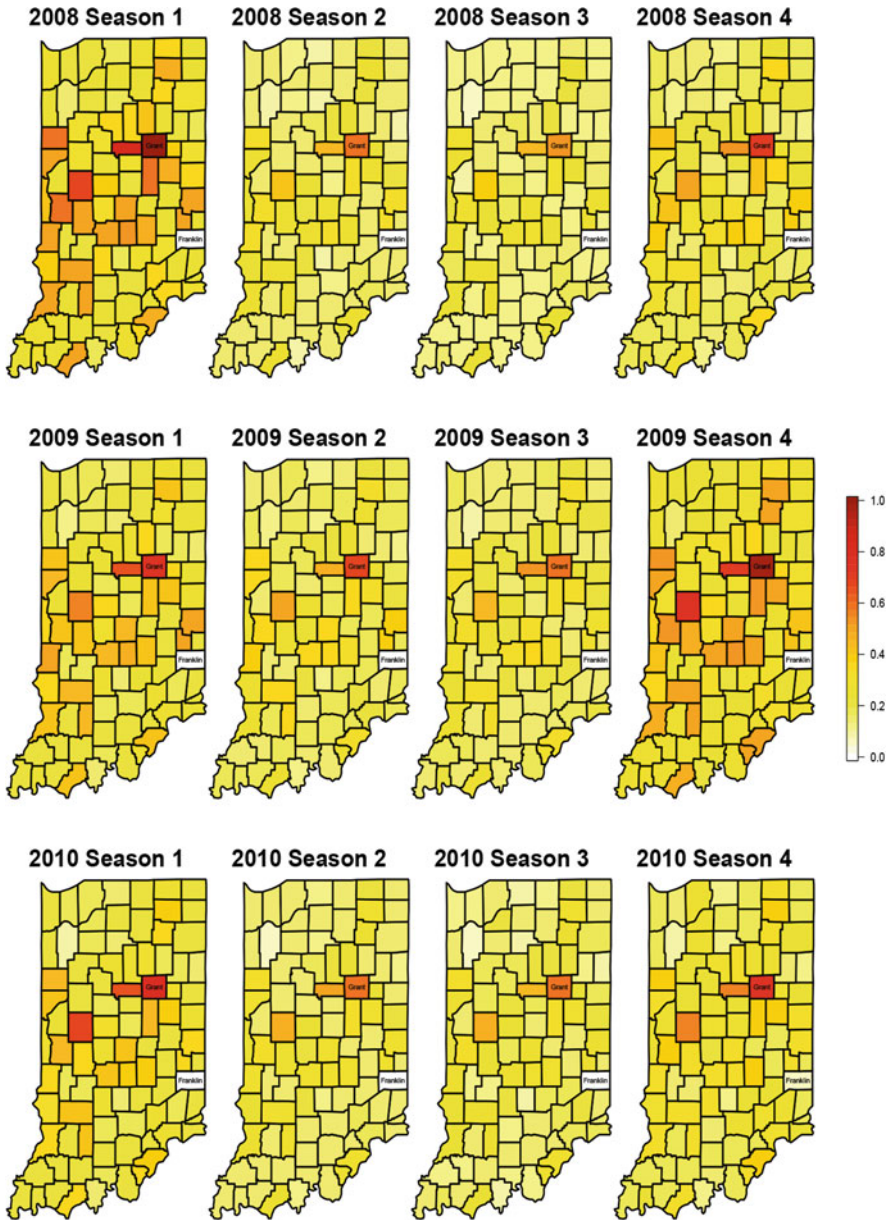 2008 Season 1 2008 Season 2 2008 Season 3 2008 Season 4
Grant Grant Grant Grant
Franklin Franklin Franklin Franklin
2009 Season 1 2009 Season 2 2009 Season 3 2009 Season 4
1.0
0.8
0.6
0.4
0.2
0.0
Grant Grant Grant Grant
Franklin Franklin Franklin Franklin
2010 Season 1 2010 Season 2 2010 Season 3 2010 Season 4
Grant Grant Grant Grant
Franklin Franklin Franklin Franklin